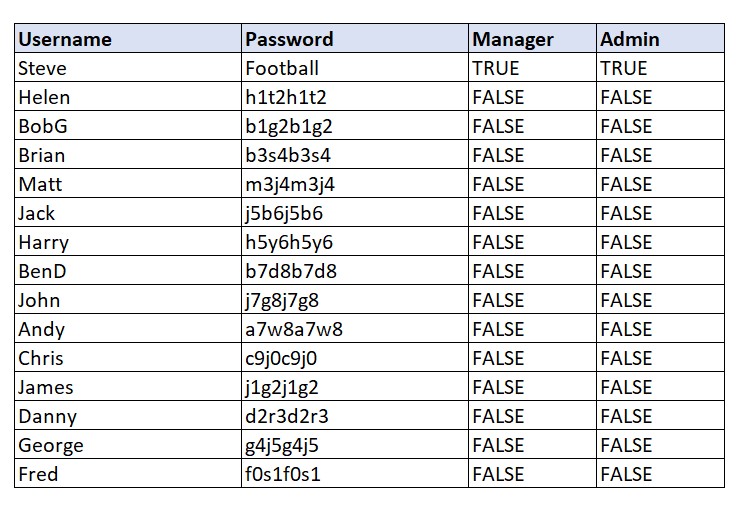 Username Password Manager Admin
Steve Football TRUE TRUE
Helen h1t2h1t2 FALSE FALSE
BobG b1g2b1g2 FALSE FALSE
Brian b3s4b3s4 FALSE FALSE
Matt m3j4m3j4 FALSE FALSE
Jack j5b6j5b6 FALSE FALSE
Harry h5y6h5y6 FALSE FALSE
BenD b7d8b7d8 FALSE FALSE
John j7g8j7g8 FALSE FALSE
Andy a7w8a7w8 FALSE FALSE
Chris c9j0c9j0 FALSE FALSE
James j1g2j1g2 FALSE FALSE
Danny d2r3d2r3 FALSE FALSE
George g4j5g4j5 FALSE FALSE
Fred f0s1f0s1 FALSE FALSE